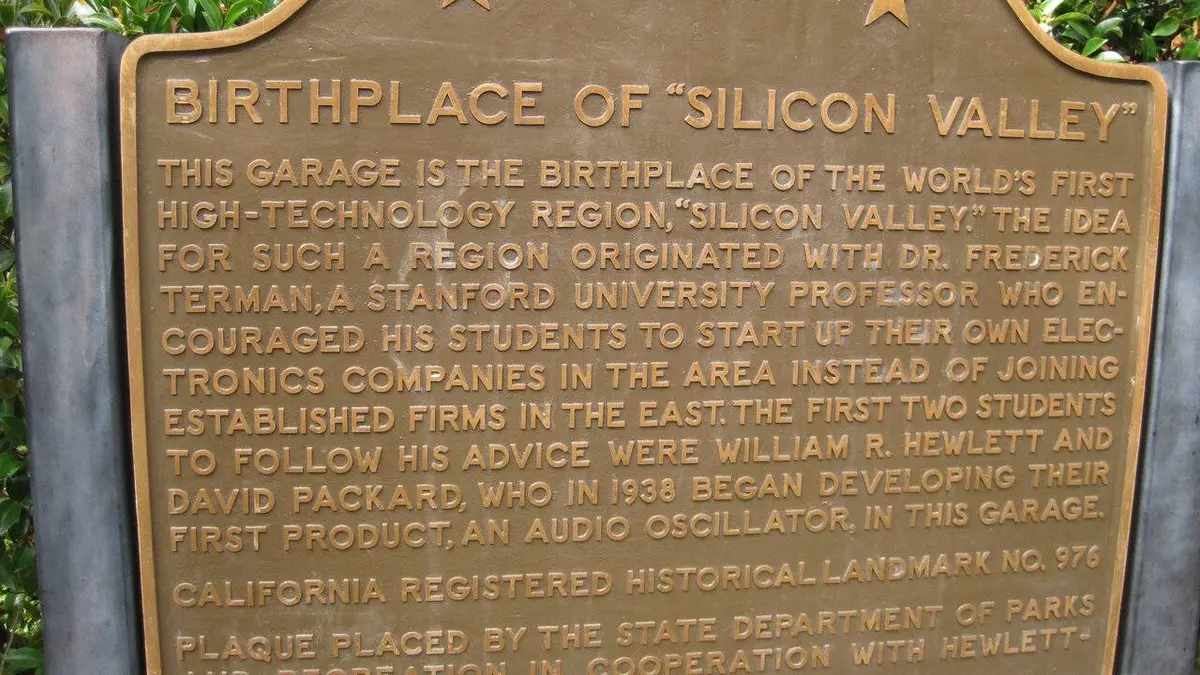 BIRTHPLACE OF "SILICON VALLEY"
THIS GARAGE IS THE BIRTHPLACE OF THE WORLD'S FIRST
HIGH-TECHNOLOGY REGION, "SILICON VALLEY." THE IDEA
FOR SUCH A REGION ORIGINATED WITH DR. FREDERICK
TERMAN, A STANFORD UNIVERSITY PROFESSOR WHO EN-
COURAGED HIS STUDENTS TO START UP THEIR OWN ELEC-
TRONICS COMPANIES IN THE AREA INSTEAD OF JOINING
ESTABLISHED FIRMS IN THE EAST. THE FIRST TWO STUDENTS
TO FOLLOW HIS ADVICE WERE WILLIAM R. HEWLETT AND
DAVID PACKARD, WHO IN 1938 BEGAN DEVELOPING THEIR
FIRST PRODUCT, AN AUDIO OSCILLATOR, IN THIS GARAGE.
CALIFORNIA REGISTERED HISTORICAL LANDMARK NO. 976
PLAQUE PLACED BY THE STATE DEPARTMENT OF PARKS
AND RECREATION IN COOPERATION WITH HEWLETT-